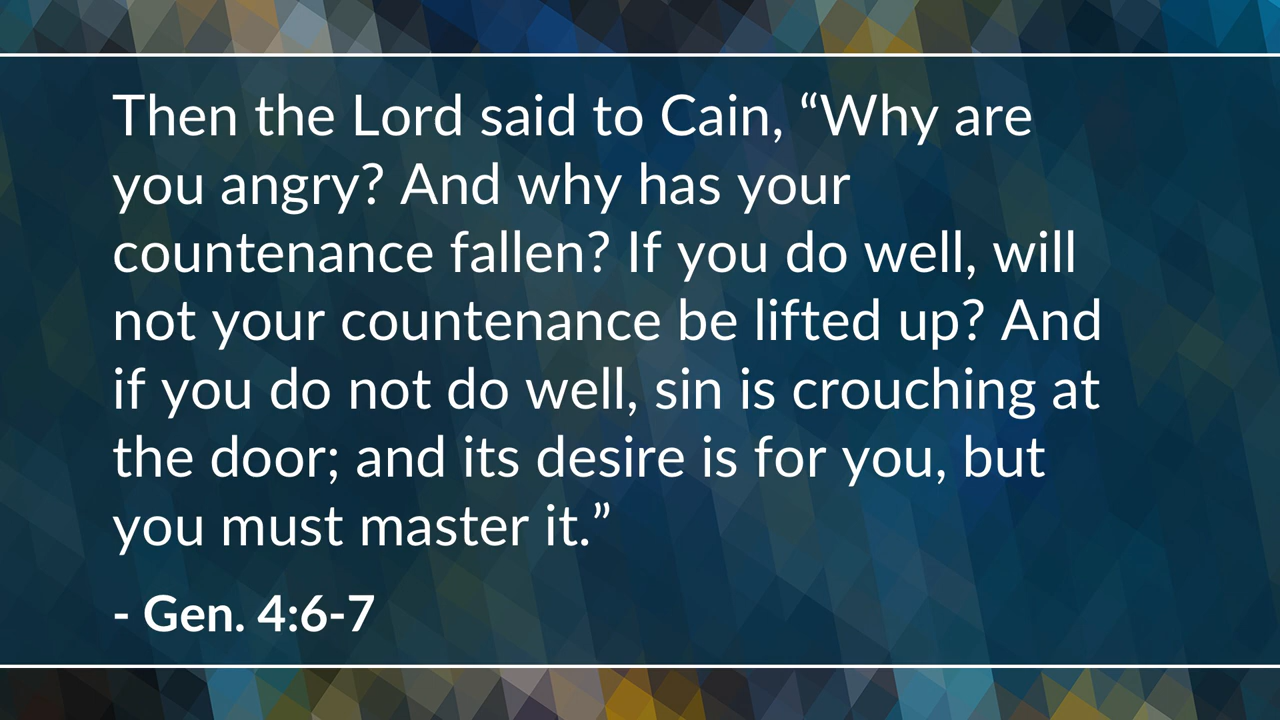 Then the Lord said to Cain, “Why are
you angry? And why has your
countenance fallen? If you do well, will
not your countenance be lifted up? And
if you do not do well, sin is crouching at
the door; and its desire is for you, but
you must master it.”
- Gen. 4:6-7